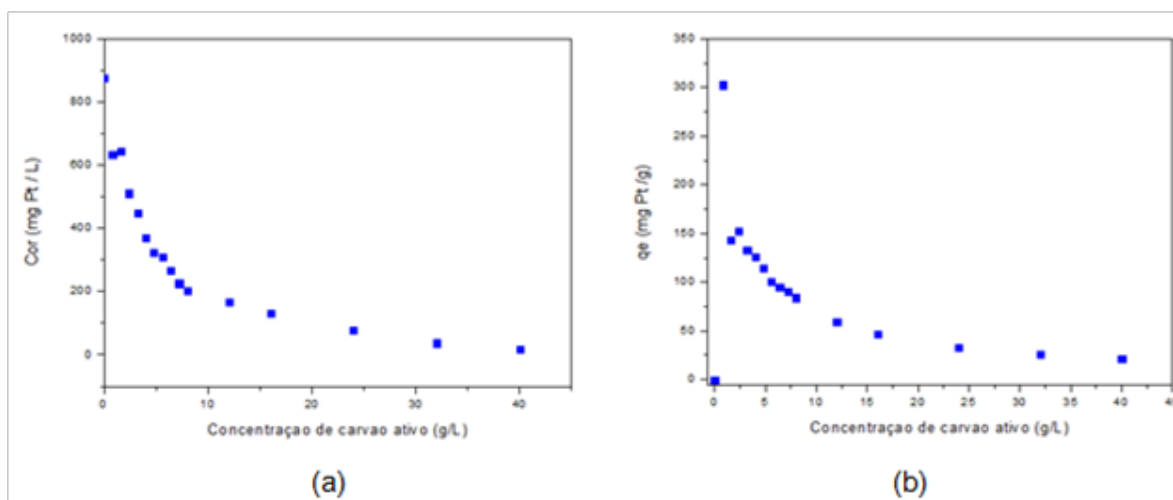 1000
800
600
400
200
0
Cor (mg Pt / L)
0 10 20 30 40
Concentraçao de carvao ativo (g/L)
(a)
350
300
250
200
150
100
50
0
qe (mg Pt /g)
0 5 10 15 20 25 30 35 40 45
Concentraçao de carvao ativo (g/L)
(b)